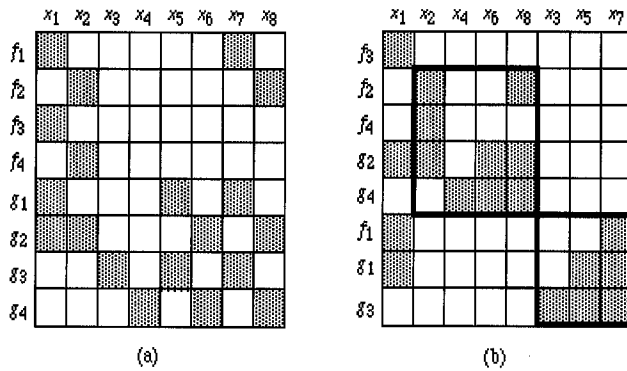 x1 x2 x3 x4 x5 x6 x7 x8
f1
f2
f3
f4
g1
g2
g3
g4
(a)
x1 x2 x4 x6 x8 x3 x5 x7
f3
f2
f4
g2
g4
f1
g1
g3
(b)